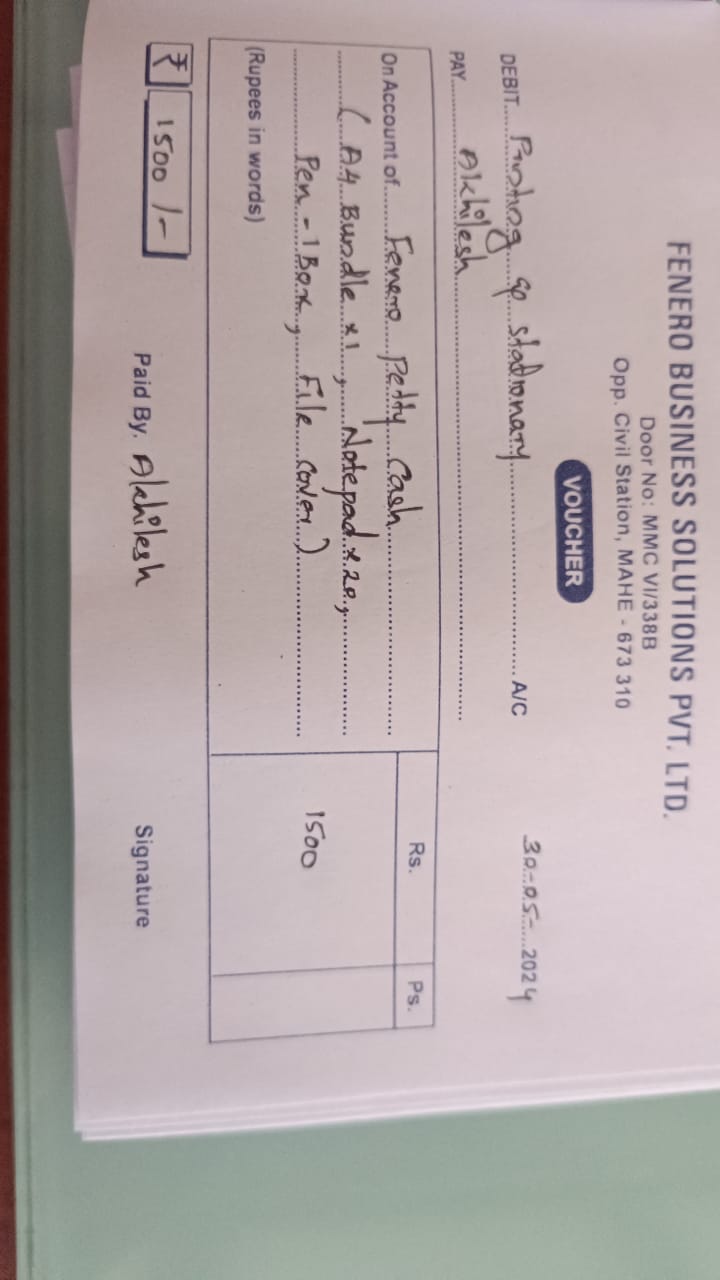 FENERO BUSINESS SOLUTIONS PVT. LTD.
Door No: MMC VI/338B
Opp. Civil Station, MAHE - 673 310
VOUCHER
30-05-2024
DEBIT Printing & stationary A/C
PAY Akhilesh
On Account of Fenero Petty Cash Rs. Ps.
( A4 Bundle x1, Notepad x 20,
Pen - 1 Box, File Cover ) 1500
(Rupees in words)
₹ 1500 /-
Paid By. Akhilesh Signature